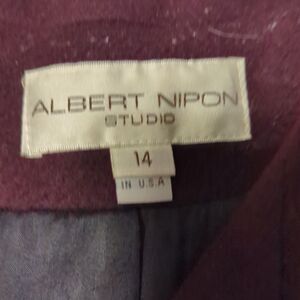 ALBERT NIPON
STUDIO
14
IN U.S.A